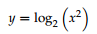 y = log₂ (x²)